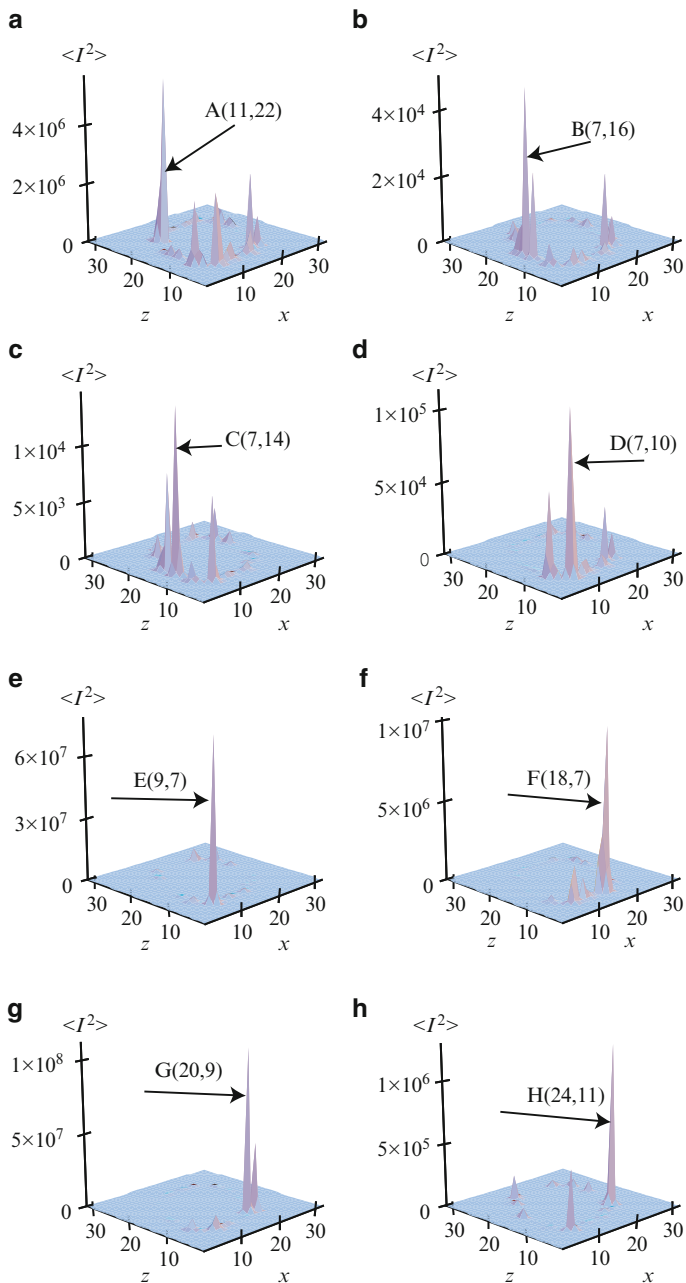 a
<I²>
4×10⁶
2×10⁶
0
A(11,22)
30
20
10
z
10
20
30
x
b
<I²>
4×10⁴
2×10⁴
0
B(7,16)
30
20
10
z
10
20
30
x
c
<I²>
1×10⁴
5×10³
0
C(7,14)
30
20
10
z
10
20
30
x
d
<I²>
1×10⁵
5×10⁴
0
D(7,10)
30
20
10
z
10
20
30
x
e
<I²>
6×10⁷
3×10⁷
0
E(9,7)
30
20
10
z
10
20
30
x
f
<I²>
1×10⁷
5×10⁶
0
F(18,7)
30
20
10
z
10
20
30
x
g
<I²>
1×10⁸
5×10⁷
0
G(20,9)
30
20
10
z
10
20
30
x
h
<I²>
1×10⁶
5×10⁵
0
H(24,11)
30
20
10
z
10
20
30
x